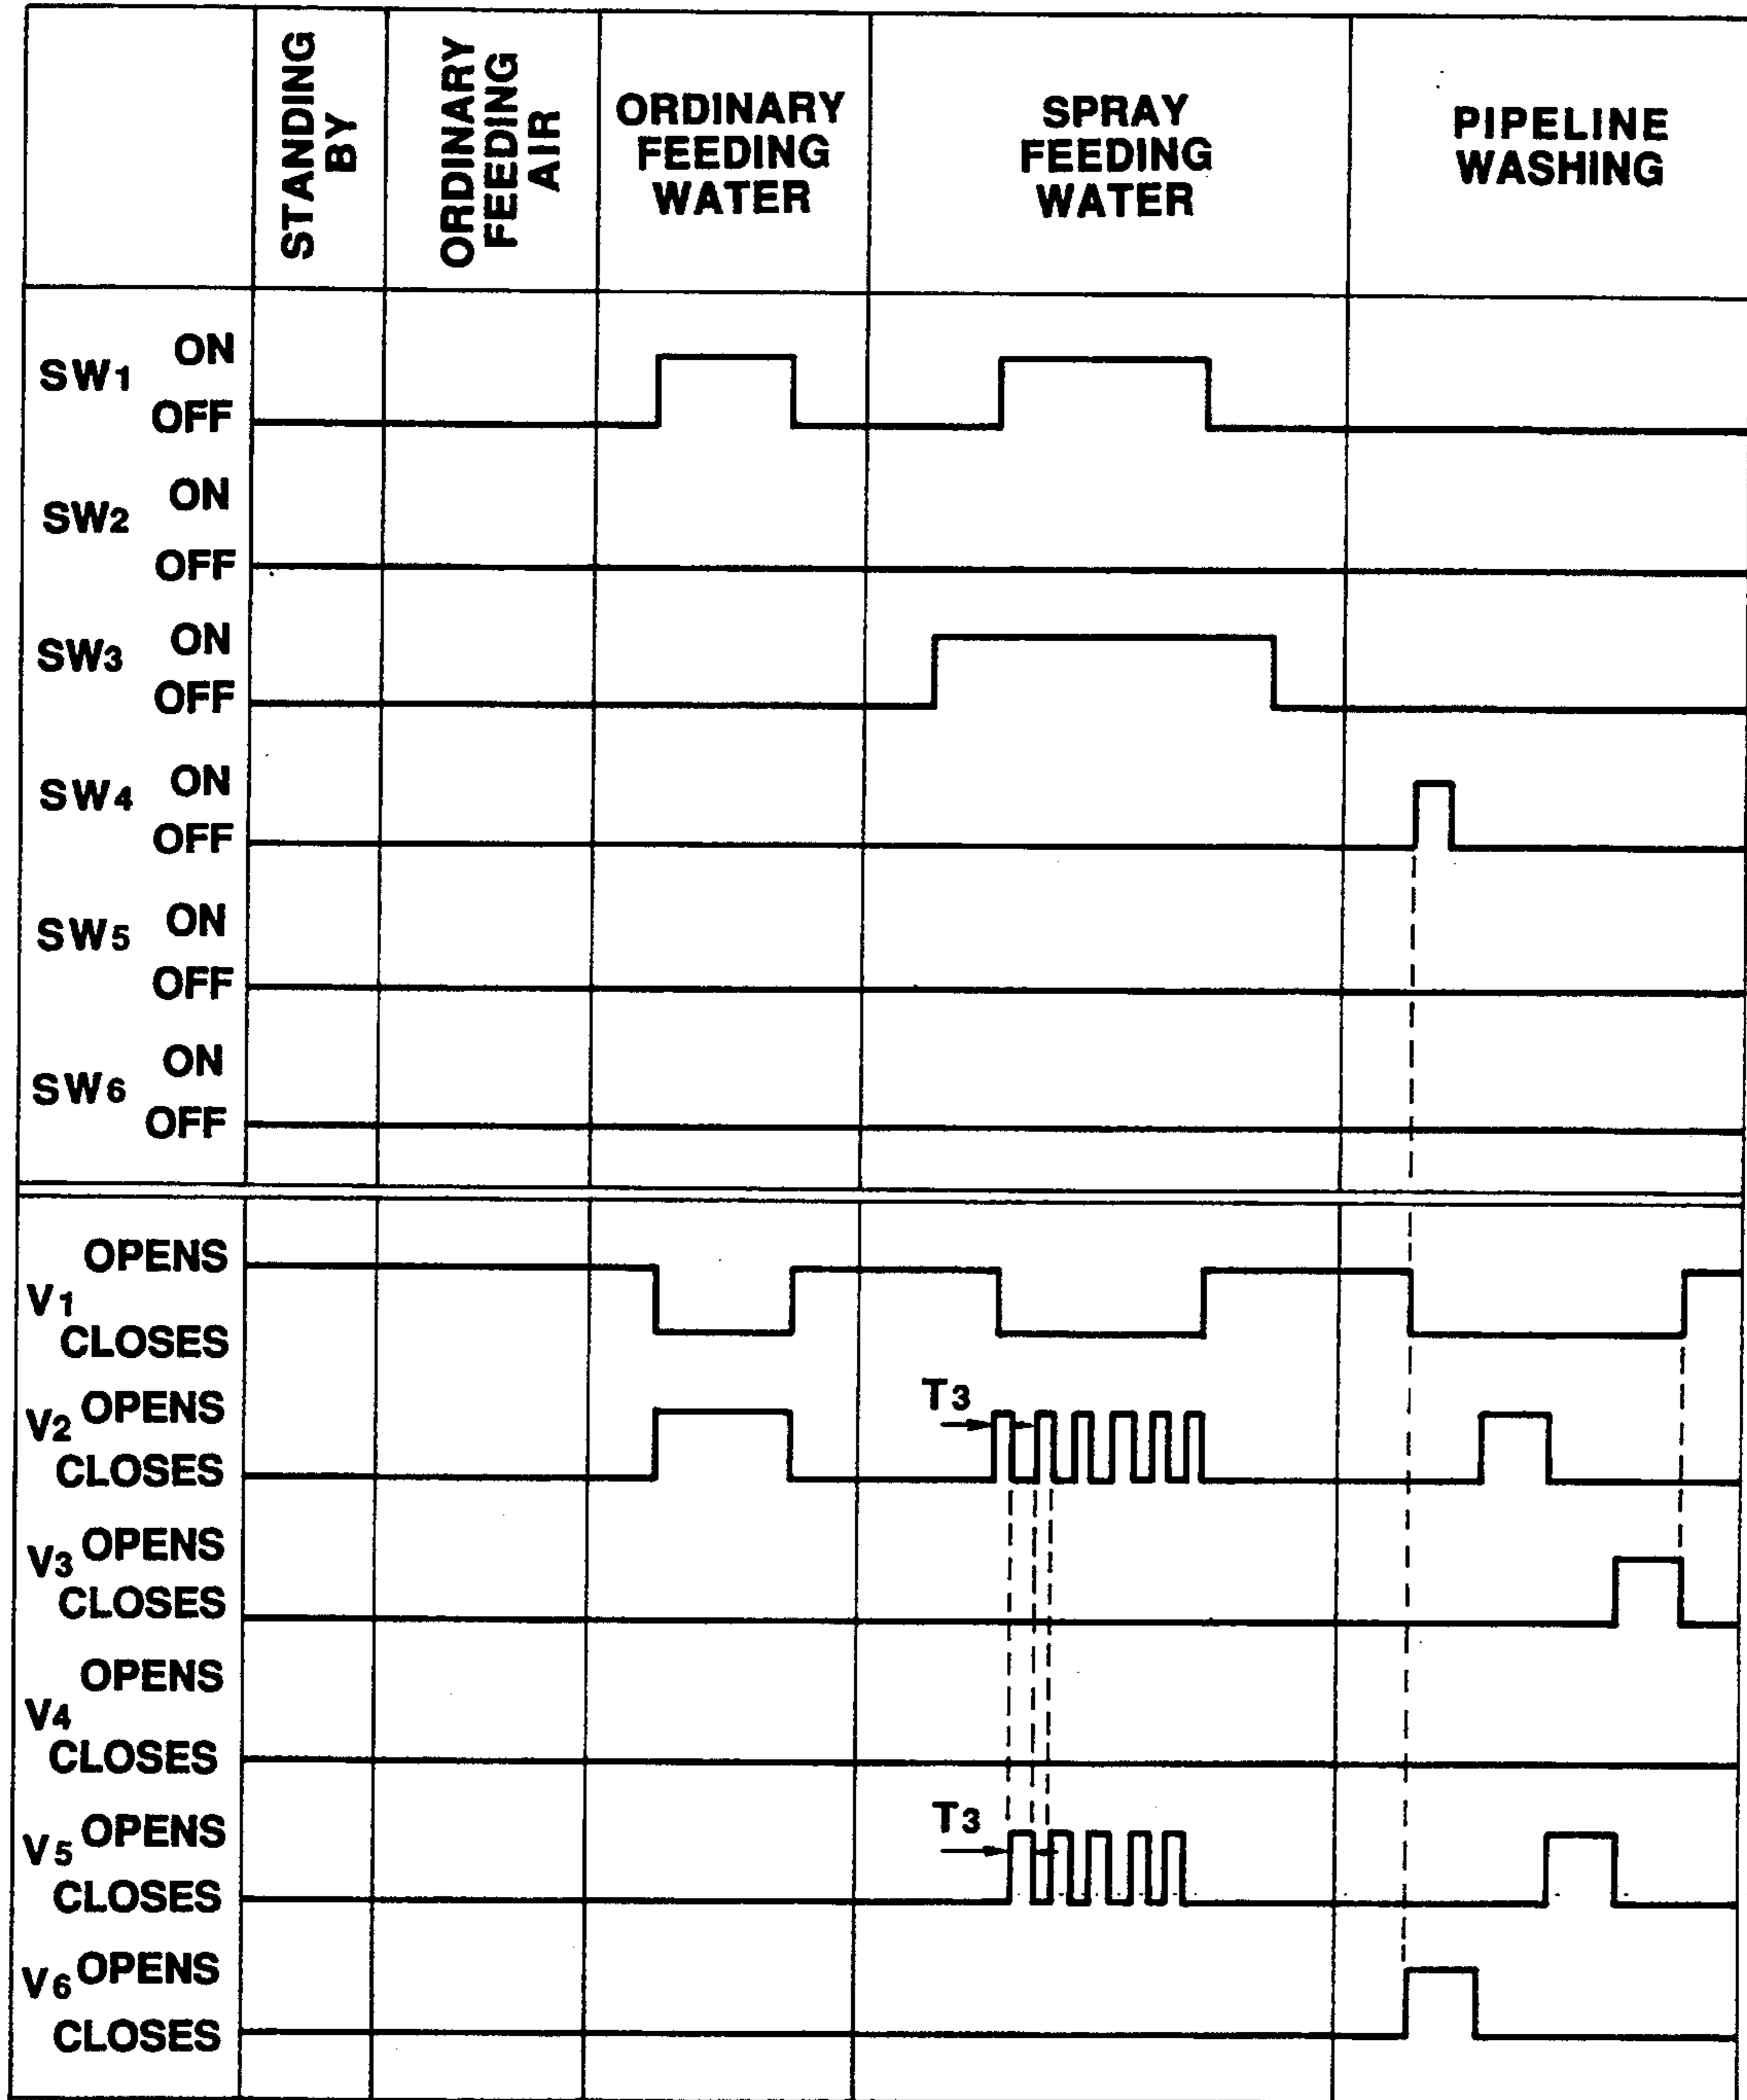 STANDING
BY
ORDINARY
FEEDING
AIR
ORDINARY
FEEDING
WATER
SPRAY
FEEDING
WATER
PIPELINE
WASHING
SW1 ON
OFF
SW2 ON
OFF
SW3 ON
OFF
SW4 ON
OFF
SW5 ON
OFF
SW6 ON
OFF
V1 OPENS
CLOSES
V2 OPENS
CLOSES
T3
V3 OPENS
CLOSES
V4 OPENS
CLOSES
V5 OPENS
CLOSES
T3
V6 OPENS
CLOSES